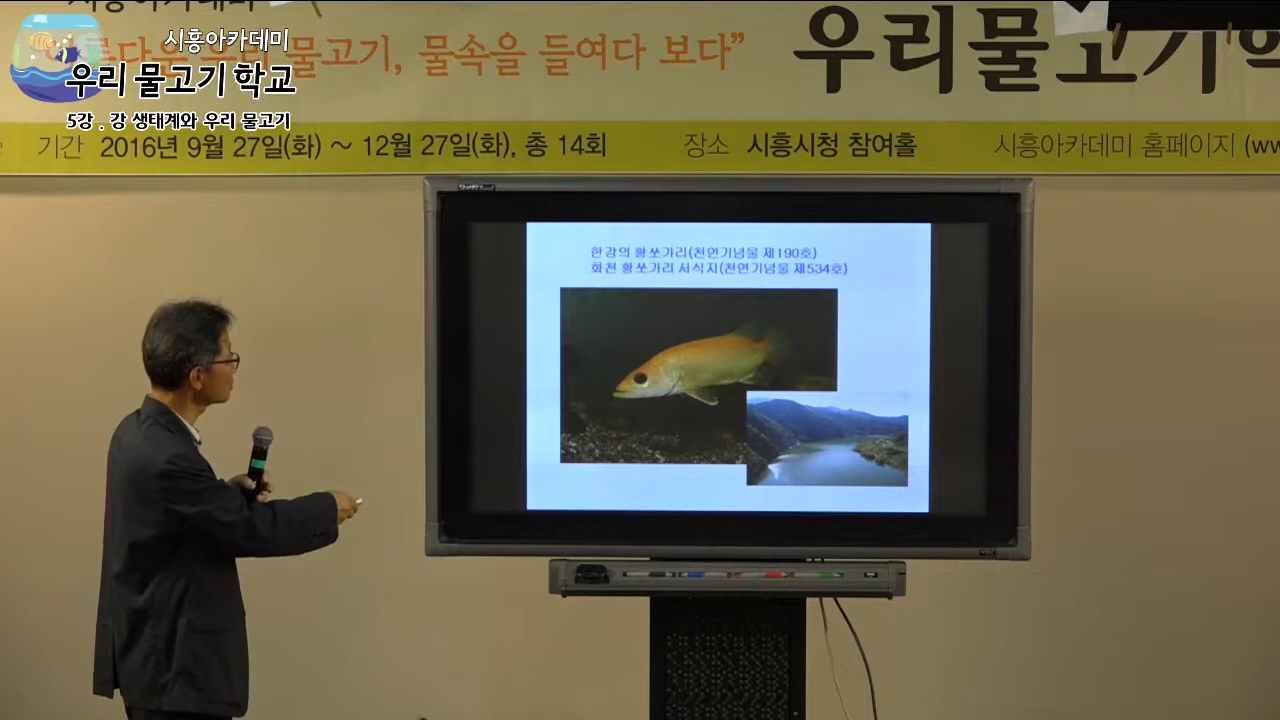 시흥아카데미
우리 물고기 학교
5강 . 강 생태계와 우리 물고기
물고기, 물속을 들여다 보다”
우리물고기학
기간 2016년 9월 27일(화) ~ 12월 27일(화), 총 14회
장소 시흥시청 참여홀
시흥아카데미 홈페이지 (ww
한강의 황쏘가리(천연기념물 제190호)
화천 황쏘가리 서식지(천연기념물 제534호)